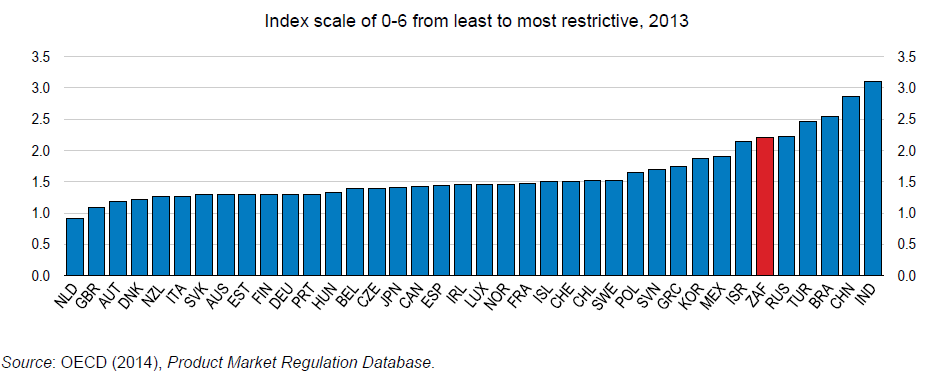 Index scale of 0-6 from least to most restrictive, 2013
3.5 3.5
3.0 3.0
2.5 2.5
2.0 2.0
1.5 1.5
1.0 1.0
0.5 0.5
0.0 0.0
NLD GBR AUT DNK NZL ITA SVK AUS EST FIN DEU PRT HUN BEL CZE JPN CAN ESP IRL LUX NOR FRA ISL CHE CHL SWE POL SVN GRC KOR MEX ISR ZAF RUS TUR BRA CHN IND
Source: OECD (2014), Product Market Regulation Database.